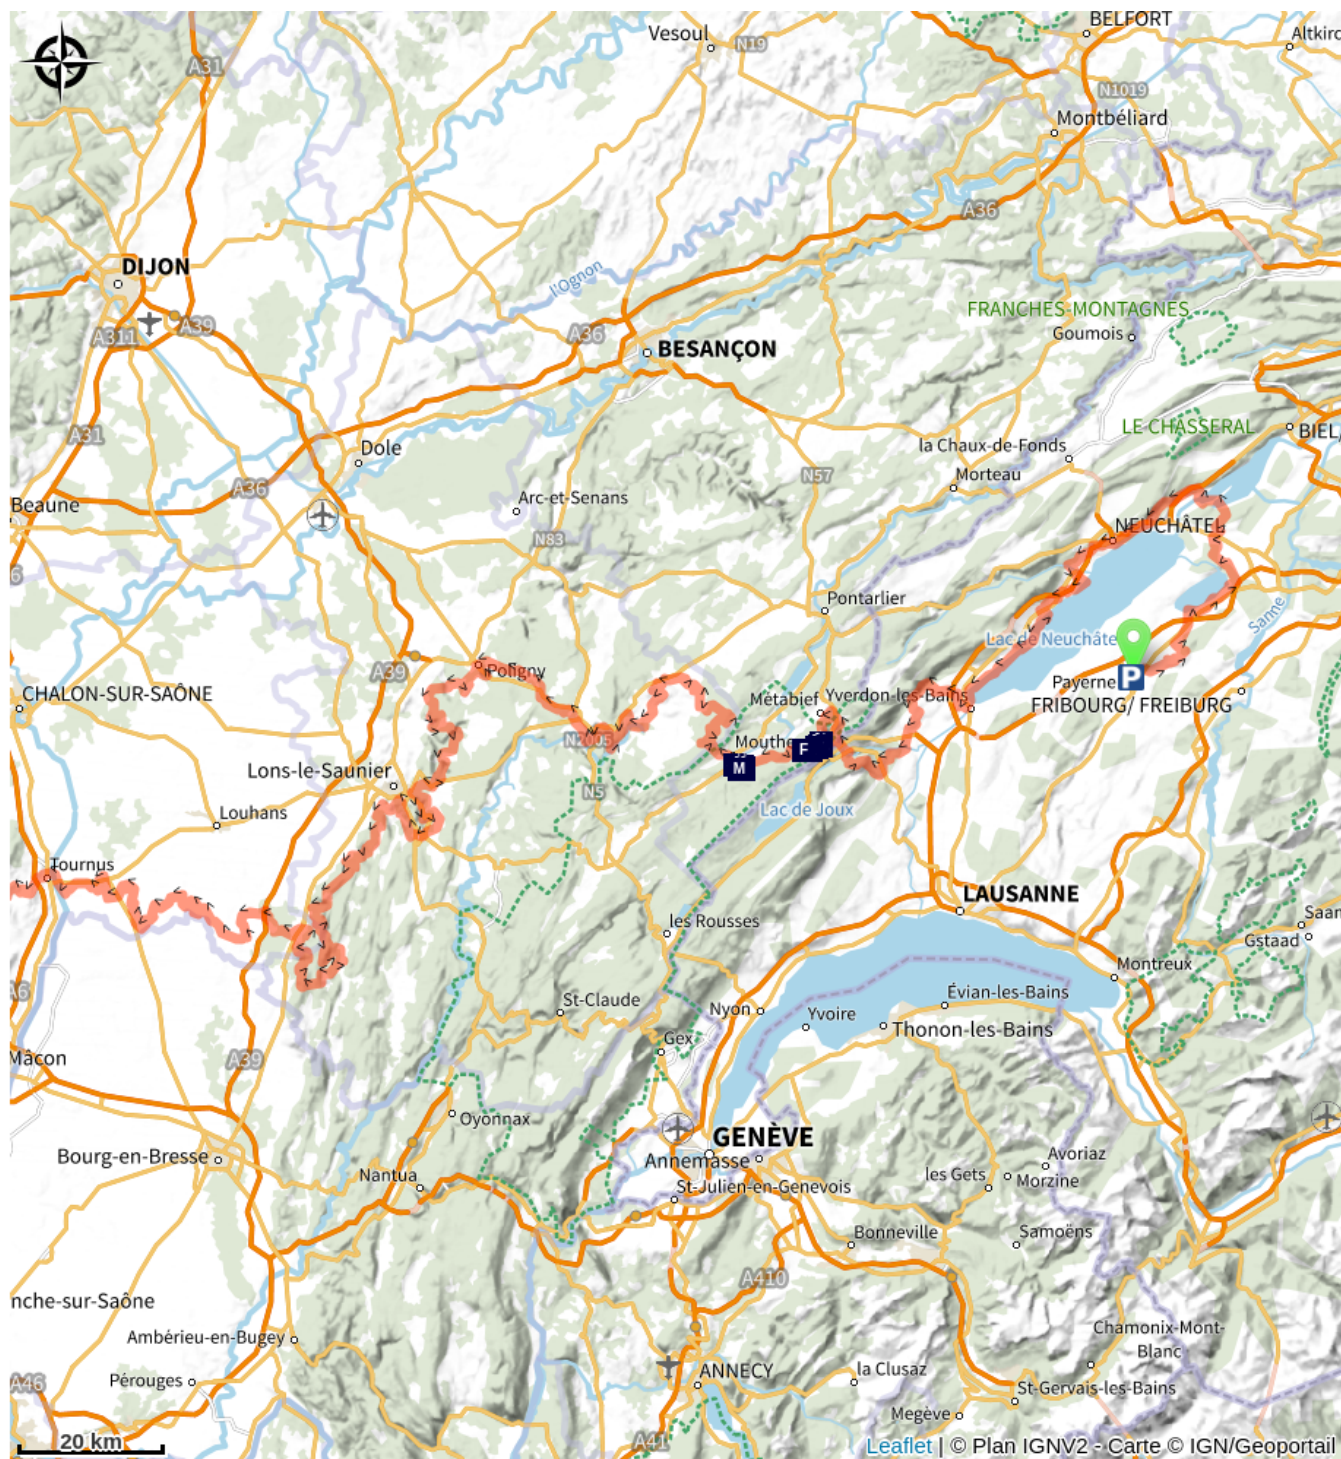 BELFORT
Vesoul
N19
Altkirc
A31
N1019
Montbéliard
A36
DIJON
l'Ognon
A311
A39
A36
FRANCHES-MONTAGNES
Goumois
BESANÇON
A31
LE CHASSERAL
BIEL
Dole
la Chaux-de-Fonds
Morteau
N57
A36
Arc-et-Senans
Beaune
NEUCHÂTEL
N83
6
Pontarlier
Sanne
Lac de Neuchâte
A39
Poligny
Payerne
P
CHALON-SUR-SAÔNE
Métabief
Yverdon-les-Bains
FRIBOURG/ FREIBURG
N2005
Mouthe
F
M
Lons-le-Saunier
N5
Louhans
Lac de Joux
Tournus
LAUSANNE
les Rousses
Saan
Gstaad
Montreux
A6
St-Claude
Évian-les-Bains
Nyon
Yvoire
Thonon-les-Bains
Gex
Mâcon
A39
Oyonnax
GENÈVE
Bourg-en-Bresse
Annemasse
Avoriaz
Nantua
les Gets
Morzine
St-Julien-en-Genevois
Bonneville
Samoëns
A410
nche-sur-Saône
Ambérieu-en-Bugey
Chamonix-Mont-
Blanc
Pérouges
ANNECY
la Clusaz
A46
St-Gervais-les-Bains
Megève
20 km
A41
Leaflet | © Plan IGNV2 - Carte © IGN/Geoportail